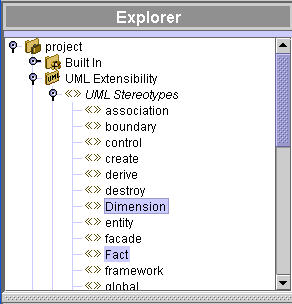 Explorer
project
Built In
UML Extensibility
UML Stereotypes
association
boundary
control
create
derive
destroy
Dimension
entity
facade
Fact
framework
global